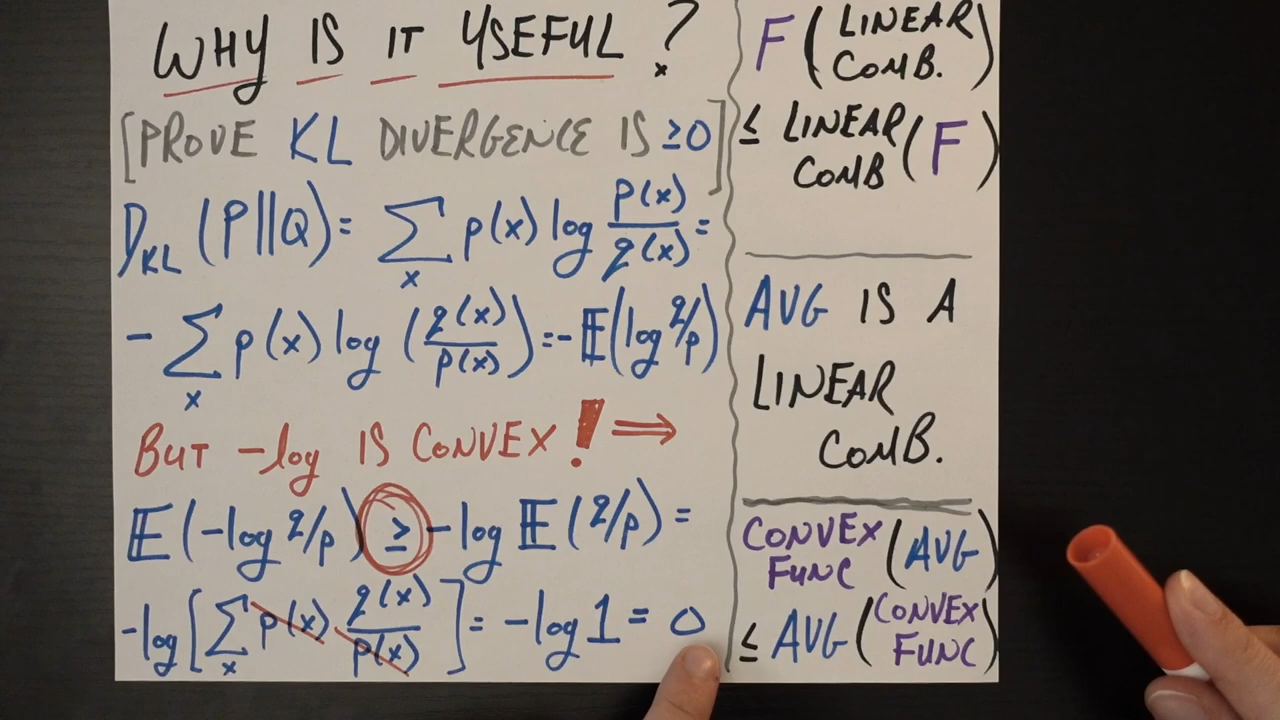 WHY IS IT USEFUL?
[PROVE KL DIVERGENCE IS ≥0]
D_KL (P||Q) = ∑_x p(x) log p(x)/q(x) =
- ∑_x p(x) log (q(x)/p(x)) = - 𝔼(log q/p)
BUT -log IS CONVEX! ⇒
𝔼(-log q/p) ≥ -log 𝔼(q/p) =
-log[∑_x p(x) q(x)/p(x)] = -log 1 = 0
F (LINEAR
COMB.)
≤ LINEAR
COMB (F)
AVG IS A
LINEAR
COMB.
CONVEX
FUNC (AVG)
≤ AVG (CONVEX
FUNC)